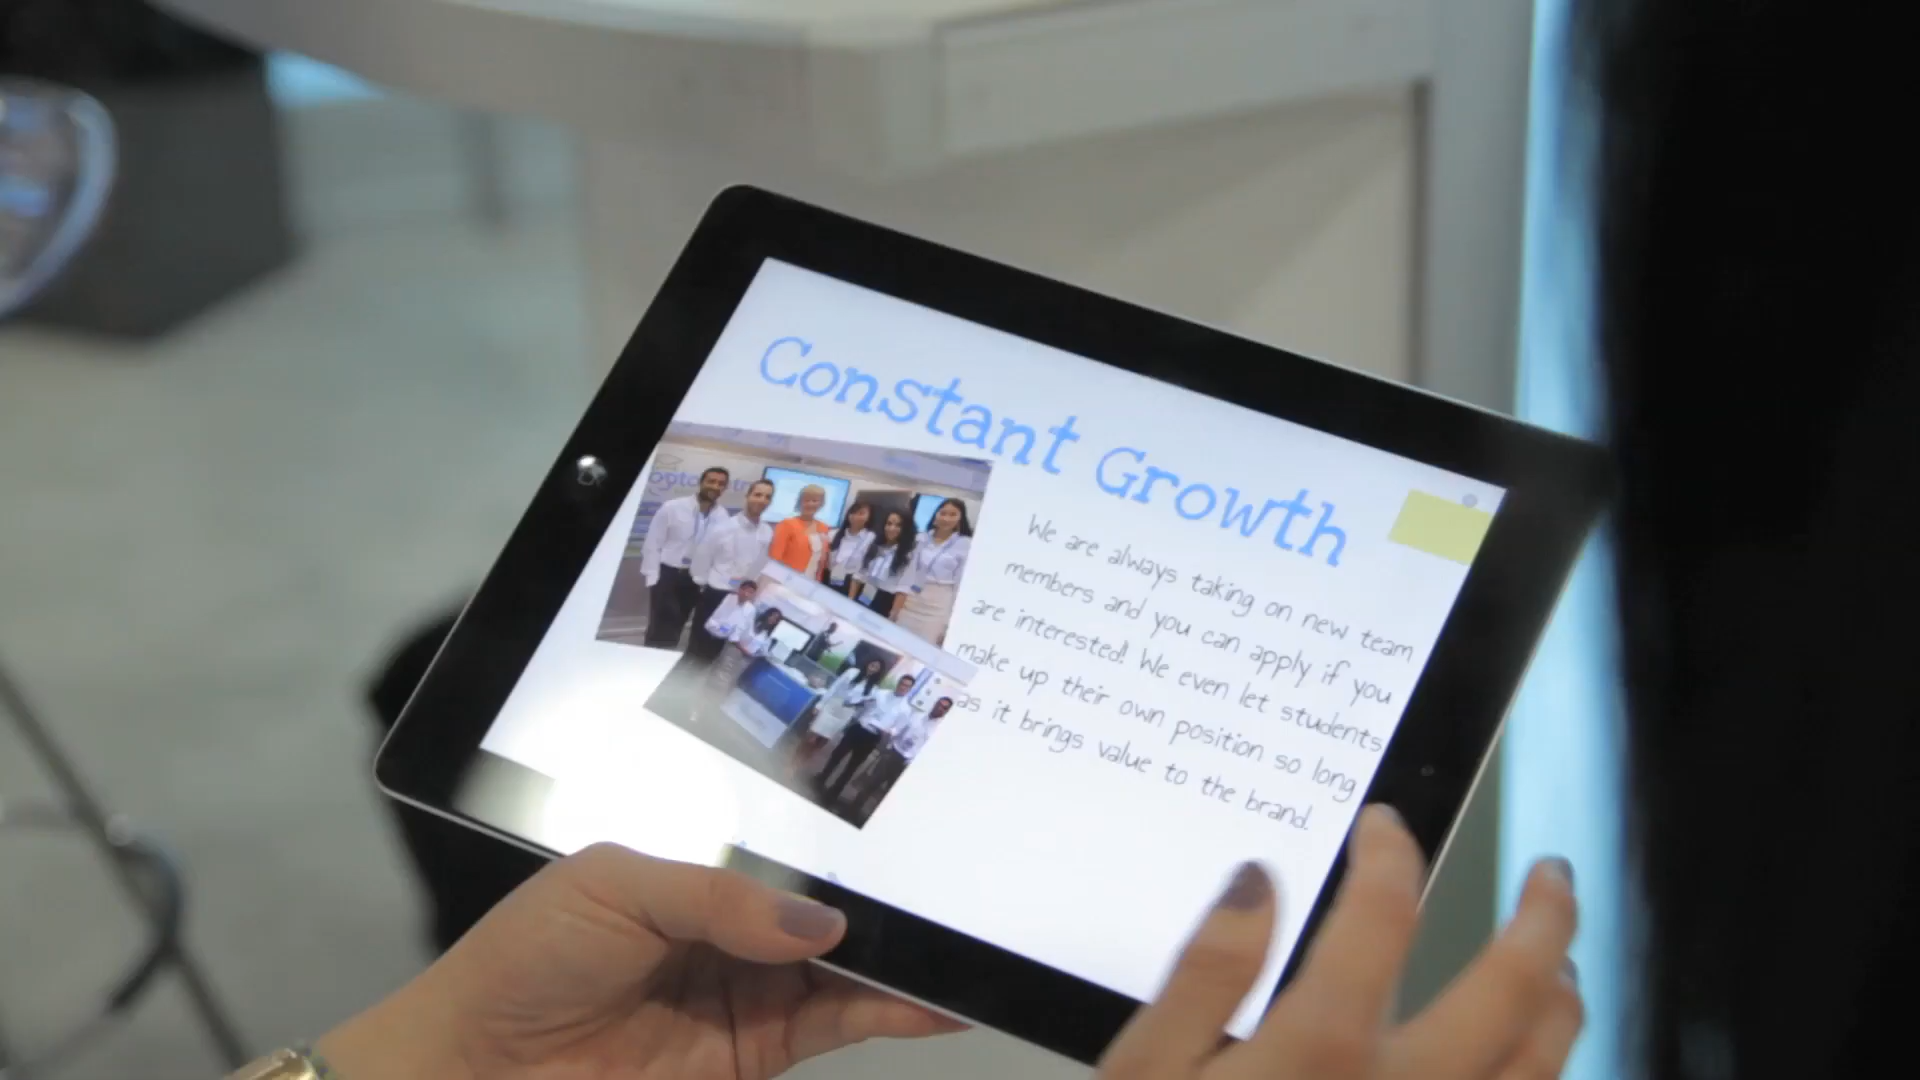 Constant Growth
We are always taking on new team
members and you can apply if you
are interested! We even let students
make up their own position so long
as it brings value to the brand.